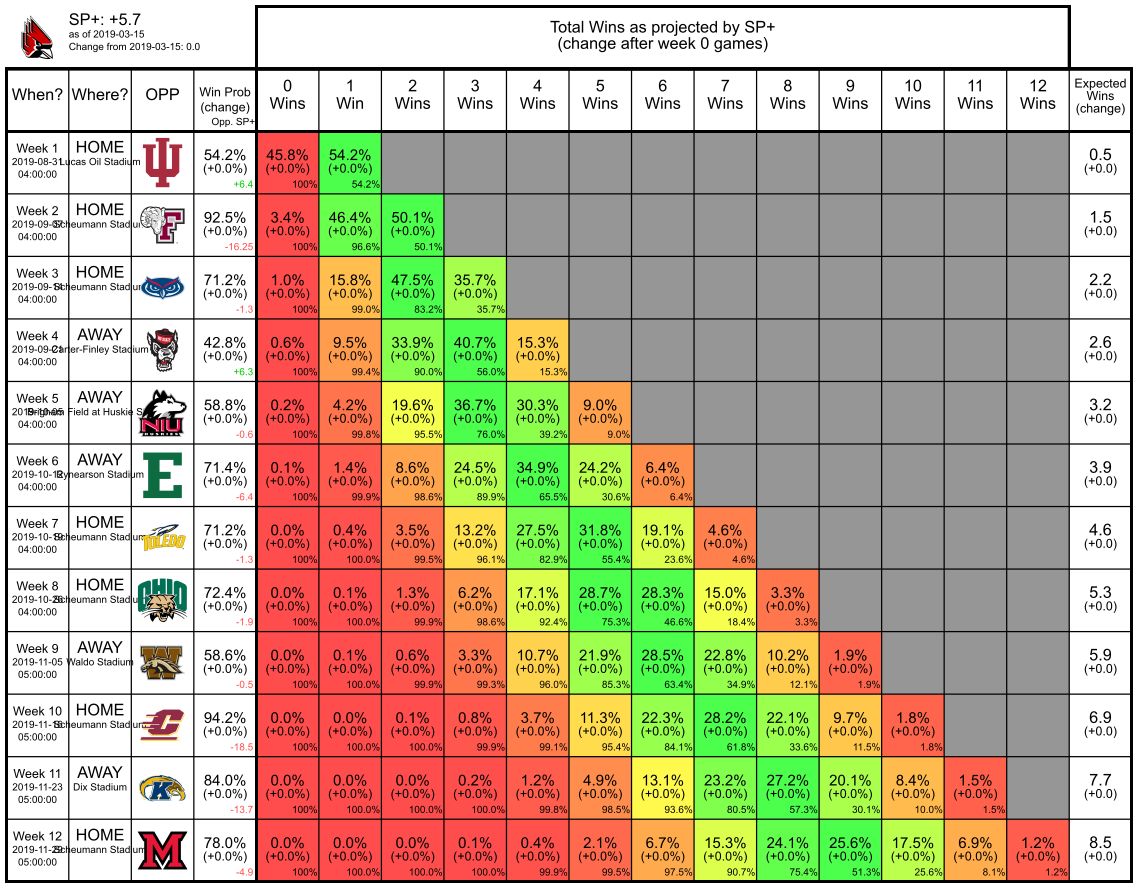 SP+: +5.7
as of 2019-03-15
Change from 2019-03-15: 0.0
Total Wins as projected by SP+
(change after week 0 games)
When? Where? OPP Win Prob (change) Opp. SP+ 0 Wins 1 Win 2 Wins 3 Wins 4 Wins 5 Wins 6 Wins 7 Wins 8 Wins 9 Wins 10 Wins 11 Wins 12 Wins Expected Wins (change)
Week 1 HOME 54.2% 45.8% 54.2% 0.5
2019-08-31 Lucas Oil Stadium (+0.0%) (+0.0%) (+0.0%) (+0.0)
04:00:00 +6.4 100% 54.2%
Week 2 HOME F 92.5% 3.4% 46.4% 50.1% 1.5
2019-09-07 Scheumann Stadium (+0.0%) (+0.0%) (+0.0%) (+0.0%) (+0.0)
04:00:00 -16.25 100% 96.6% 50.1%
Week 3 HOME 71.2% 1.0% 15.8% 47.5% 35.7% 2.2
2019-09-14 Scheumann Stadium (+0.0%) (+0.0%) (+0.0%) (+0.0%) (+0.0%) (+0.0)
04:00:00 -1.3 100% 99.0% 83.2% 35.7%
Week 4 AWAY 42.8% 0.6% 9.5% 33.9% 40.7% 15.3% 2.6
2019-09-21 Carter-Finley Stadium (+0.0%) (+0.0%) (+0.0%) (+0.0%) (+0.0%) (+0.0%) (+0.0)
04:00:00 +6.3 100% 99.4% 90.0% 56.0% 15.3%
Week 5 AWAY NIU 58.8% 0.2% 4.2% 19.6% 36.7% 30.3% 9.0% 3.2
2019-10-05 Brigham Field at Huskie S (+0.0%) (+0.0%) (+0.0%) (+0.0%) (+0.0%) (+0.0%) (+0.0%) (+0.0)
04:00:00 HUSKIES -0.6 100% 99.8% 95.5% 76.0% 39.2% 9.0%
Week 6 AWAY E 71.4% 0.1% 1.4% 8.6% 24.5% 34.9% 24.2% 6.4% 3.9
2019-10-12 Rynearson Stadium (+0.0%) (+0.0%) (+0.0%) (+0.0%) (+0.0%) (+0.0%) (+0.0%) (+0.0%) (+0.0)
04:00:00 -6.4 100% 99.9% 98.6% 89.9% 65.5% 30.6% 6.4%
Week 7 HOME TOLEDO 71.2% 0.0% 0.4% 3.5% 13.2% 27.5% 31.8% 19.1% 4.6% 4.6
2019-10-19 Scheumann Stadium (+0.0%) (+0.0%) (+0.0%) (+0.0%) (+0.0%) (+0.0%) (+0.0%) (+0.0%) (+0.0%) (+0.0)
04:00:00 -1.3 100% 100.0% 99.5% 96.1% 82.9% 55.4% 23.6% 4.6%
Week 8 HOME OHIO 72.4% 0.0% 0.1% 1.3% 6.2% 17.1% 28.7% 28.3% 15.0% 3.3% 5.3
2019-10-26 Scheumann Stadium (+0.0%) (+0.0%) (+0.0%) (+0.0%) (+0.0%) (+0.0%) (+0.0%) (+0.0%) (+0.0%) (+0.0%) (+0.0)
04:00:00 -1.9 100% 100.0% 99.9% 98.6% 92.4% 75.3% 46.6% 18.4% 3.3%
Week 9 AWAY W 58.6% 0.0% 0.1% 0.6% 3.3% 10.7% 21.9% 28.5% 22.8% 10.2% 1.9% 5.9
2019-11-05 Waldo Stadium (+0.0%) (+0.0%) (+0.0%) (+0.0%) (+0.0%) (+0.0%) (+0.0%) (+0.0%) (+0.0%) (+0.0%) (+0.0%) (+0.0)
05:00:00 -0.5 100% 100.0% 99.9% 99.3% 96.0% 85.3% 63.4% 34.9% 12.1% 1.9%
Week 10 HOME C 94.2% 0.0% 0.0% 0.1% 0.8% 3.7% 11.3% 22.3% 28.2% 22.1% 9.7% 1.8% 6.9
2019-11-16 Scheumann Stadium (+0.0%) (+0.0%) (+0.0%) (+0.0%) (+0.0%) (+0.0%) (+0.0%) (+0.0%) (+0.0%) (+0.0%) (+0.0%) (+0.0%) (+0.0)
05:00:00 -18.5 100% 100.0% 100.0% 99.9% 99.1% 95.4% 84.1% 61.8% 33.6% 11.5% 1.8%
Week 11 AWAY K 84.0% 0.0% 0.0% 0.0% 0.2% 1.2% 4.9% 13.1% 23.2% 27.2% 20.1% 8.4% 1.5% 7.7
2019-11-23 Dix Stadium (+0.0%) (+0.0%) (+0.0%) (+0.0%) (+0.0%) (+0.0%) (+0.0%) (+0.0%) (+0.0%) (+0.0%) (+0.0%) (+0.0%) (+0.0%) (+0.0)
05:00:00 -13.7 100% 100.0% 100.0% 100.0% 99.8% 98.5% 93.6% 80.5% 57.3% 30.1% 10.0% 1.5%
Week 12 HOME M 78.0% 0.0% 0.0% 0.0% 0.1% 0.4% 2.1% 6.7% 15.3% 24.1% 25.6% 17.5% 6.9% 1.2% 8.5
2019-11-29 Scheumann Stadium (+0.0%) (+0.0%) (+0.0%) (+0.0%) (+0.0%) (+0.0%) (+0.0%) (+0.0%) (+0.0%) (+0.0%) (+0.0%) (+0.0%) (+0.0%) (+0.0%) (+0.0)
05:00:00 -4.9 100% 100.0% 100.0% 100.0% 99.9% 99.5% 97.5% 90.7% 75.4% 51.3% 25.6% 8.1% 1.2%